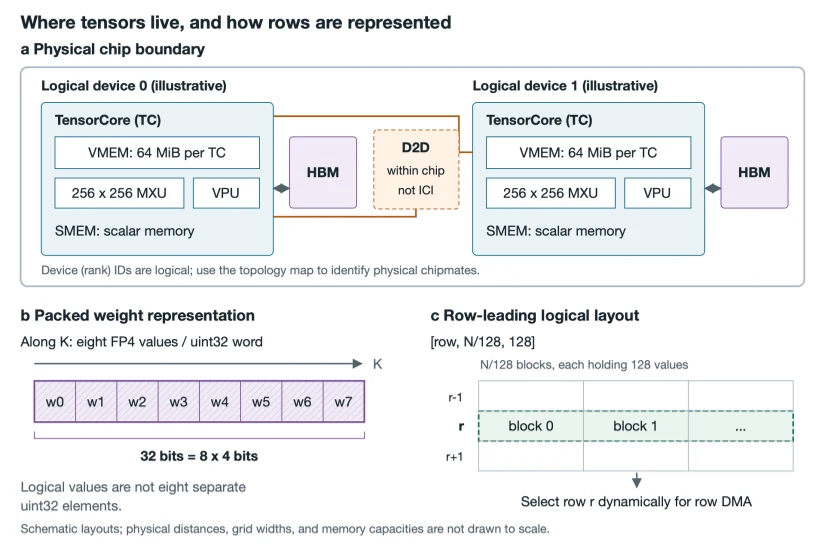 Where tensors live, and how rows are represented
a Physical chip boundary
Logical device 0 (illustrative)
TensorCore (TC)
VMEM: 64 MiB per TC
256 x 256 MXU
VPU
SMEM: scalar memory
HBM
D2D
within chip
not ICI
Logical device 1 (illustrative)
TensorCore (TC)
VMEM: 64 MiB per TC
256 x 256 MXU
VPU
SMEM: scalar memory
HBM
Device (rank) IDs are logical; use the topology map to identify physical chipmates.
b Packed weight representation
Along K: eight FP4 values / uint32 word
K
w0 w1 w2 w3 w4 w5 w6 w7
32 bits = 8 x 4 bits
Logical values are not eight separate
uint32 elements.
c Row-leading logical layout
[row, N/128, 128]
N/128 blocks, each holding 128 values
r-1
r block 0 block 1 ...
r+1
Select row r dynamically for row DMA
Schematic layouts; physical distances, grid widths, and memory capacities are not drawn to scale.